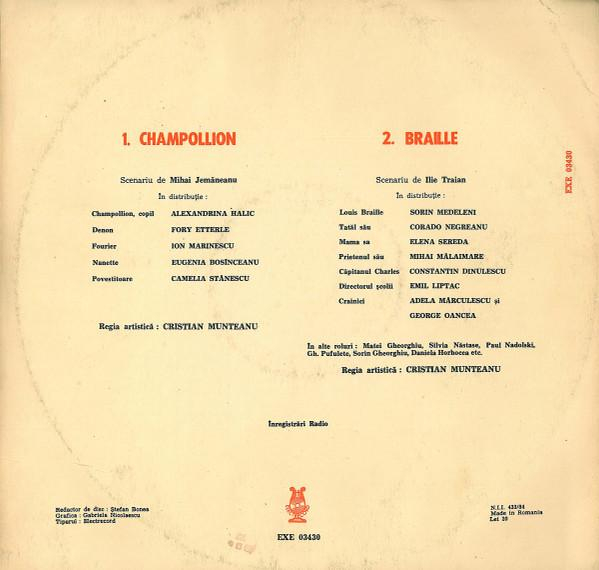 1. CHAMPOLLION
Scenariu de Mihai Jemăneanu
În distribuție :
Champollion, copil ALEXANDRINA HALIC
Denon FORY ETTERLE
Fourier ION MARINESCU
Nanette EUGENIA BOSÎNCEANU
Povestitoare CAMELIA STĂNESCU
Regia artistică : CRISTIAN MUNTEANU
2. BRAILLE
Scenariu de Ilie Traian
În distribuție :
Louis Braille SORIN MEDELENI
Tatăl său CORADO NEGREANU
Mama sa ELENA SEREDA
Prietenul său MIHAI MĂLAIMARE
Căpitanul Charles CONSTANTIN DINULESCU
Directorul școlii EMIL LIPTAC
Crainici ADELA MĂRCULESCU și
GEORGE OANCEA
În alte roluri : Matei Gheorghiu, Silvia Năstase, Paul Nadolski,
Gh. Pufulete, Sorin Gheorghiu, Daniela Horhocea etc.
Regia artistică : CRISTIAN MUNTEANU
EXE 03430
Înregistrări Radio
Redactor de disc : Ștefan Bonea
Grafica : Gabriela Nicolaescu
Tiparul : Electrecord
EXE 03430
N.I.I. 433/84
Made in Romania
Lei 30